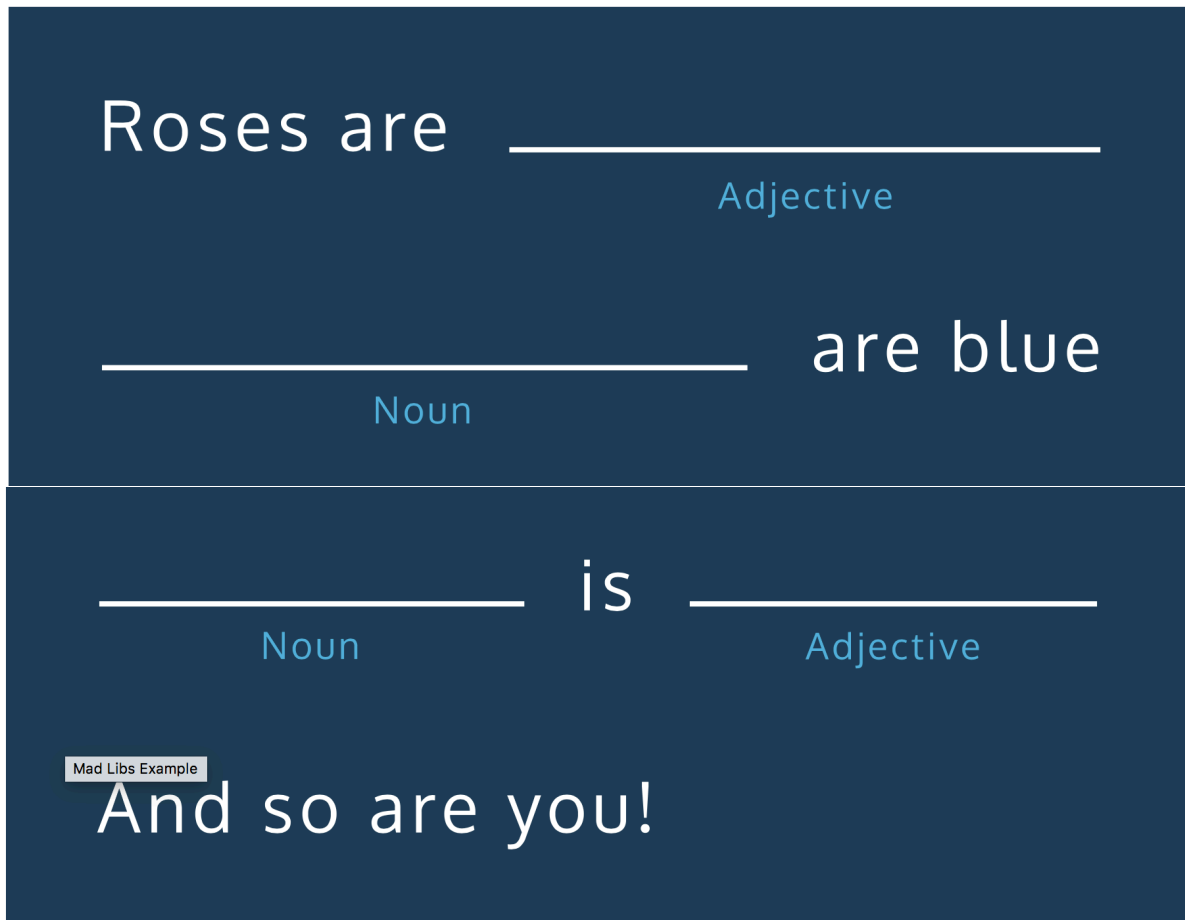 Roses are
Adjective
are blue
Noun
is
Noun Adjective
Mad Libs Example
And so are you!